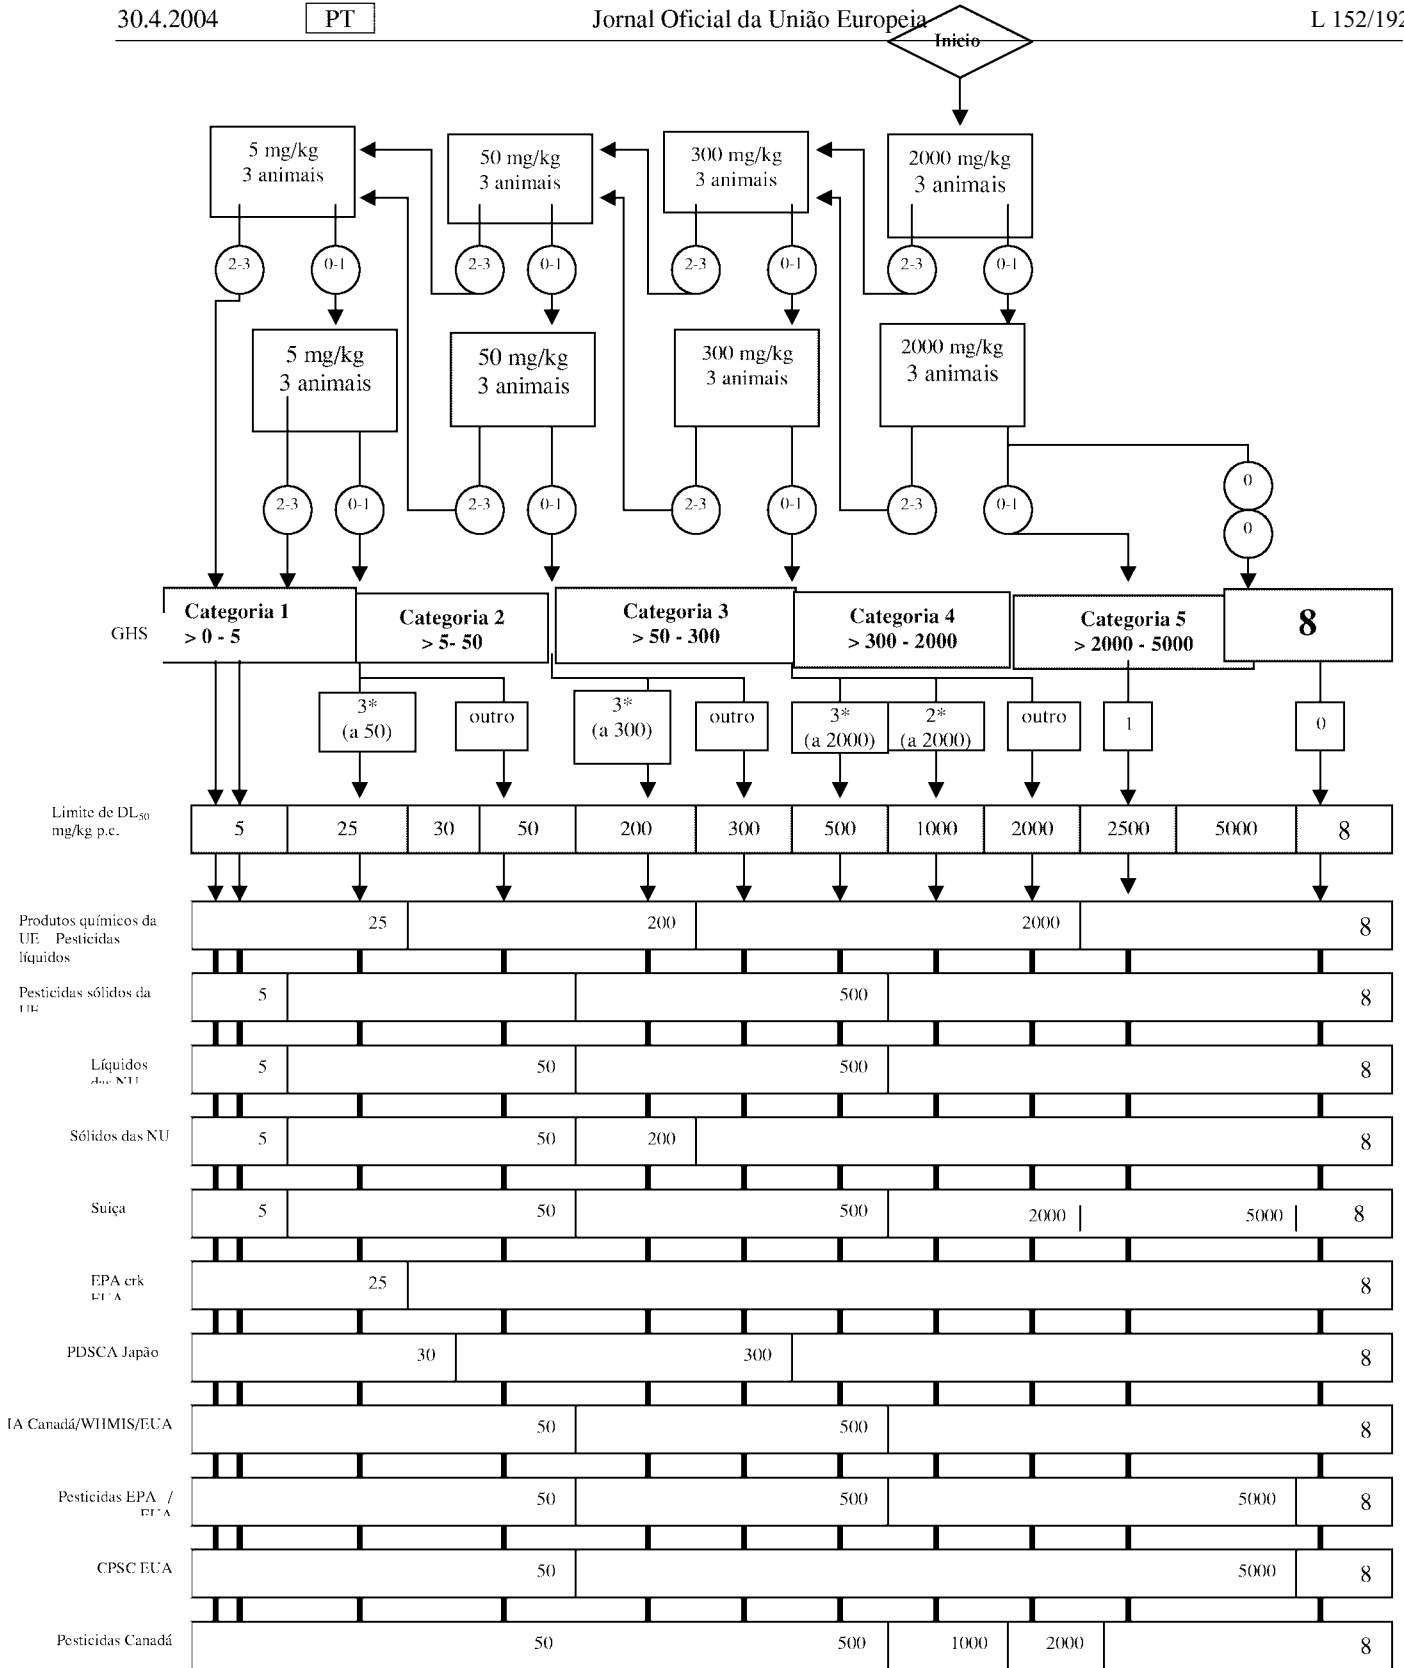 30.4.2004 PT Jornal Oficial da União Europeia L 152/192
Início
5 mg/kg
3 animais
50 mg/kg
3 animais
300 mg/kg
3 animais
2000 mg/kg
3 animais
2-3 0-1 2-3 0-1 2-3 0-1 2-3 0-1
5 mg/kg
3 animais
50 mg/kg
3 animais
300 mg/kg
3 animais
2000 mg/kg
3 animais
0
2-3 0-1 2-3 0-1 2-3 0-1 2-3 0-1
0
GHS
Categoria 1
> 0 - 5
Categoria 2
> 5- 50
Categoria 3
> 50 - 300
Categoria 4
> 300 - 2000
Categoria 5
> 2000 - 5000
8
3*
(a 50)
outro
3*
(a 300)
outro
3*
(a 2000)
2*
(a 2000)
outro
1
0
Limite de DL50
mg/kg p.c.
5 25 30 50 200 300 500 1000 2000 2500 5000 8
Produtos químicos da
UE Pesticidas
líquidos
25 200 2000 8
Pesticidas sólidos da
UE
5 500 8
Líquidos
das NU
5 50 500 8
Sólidos das NU 5 50 200 8
Suiça 5 50 500 2000 5000 8
EPA crk
EUA
25 8
PDSCA Japão 30 300 8
IA Canadá/WHMIS/EUA 50 500 8
Pesticidas EPA /
EUA
50 500 5000 8
CPSC EUA 50 5000 8
Pesticidas Canadá 50 500 1000 2000 8